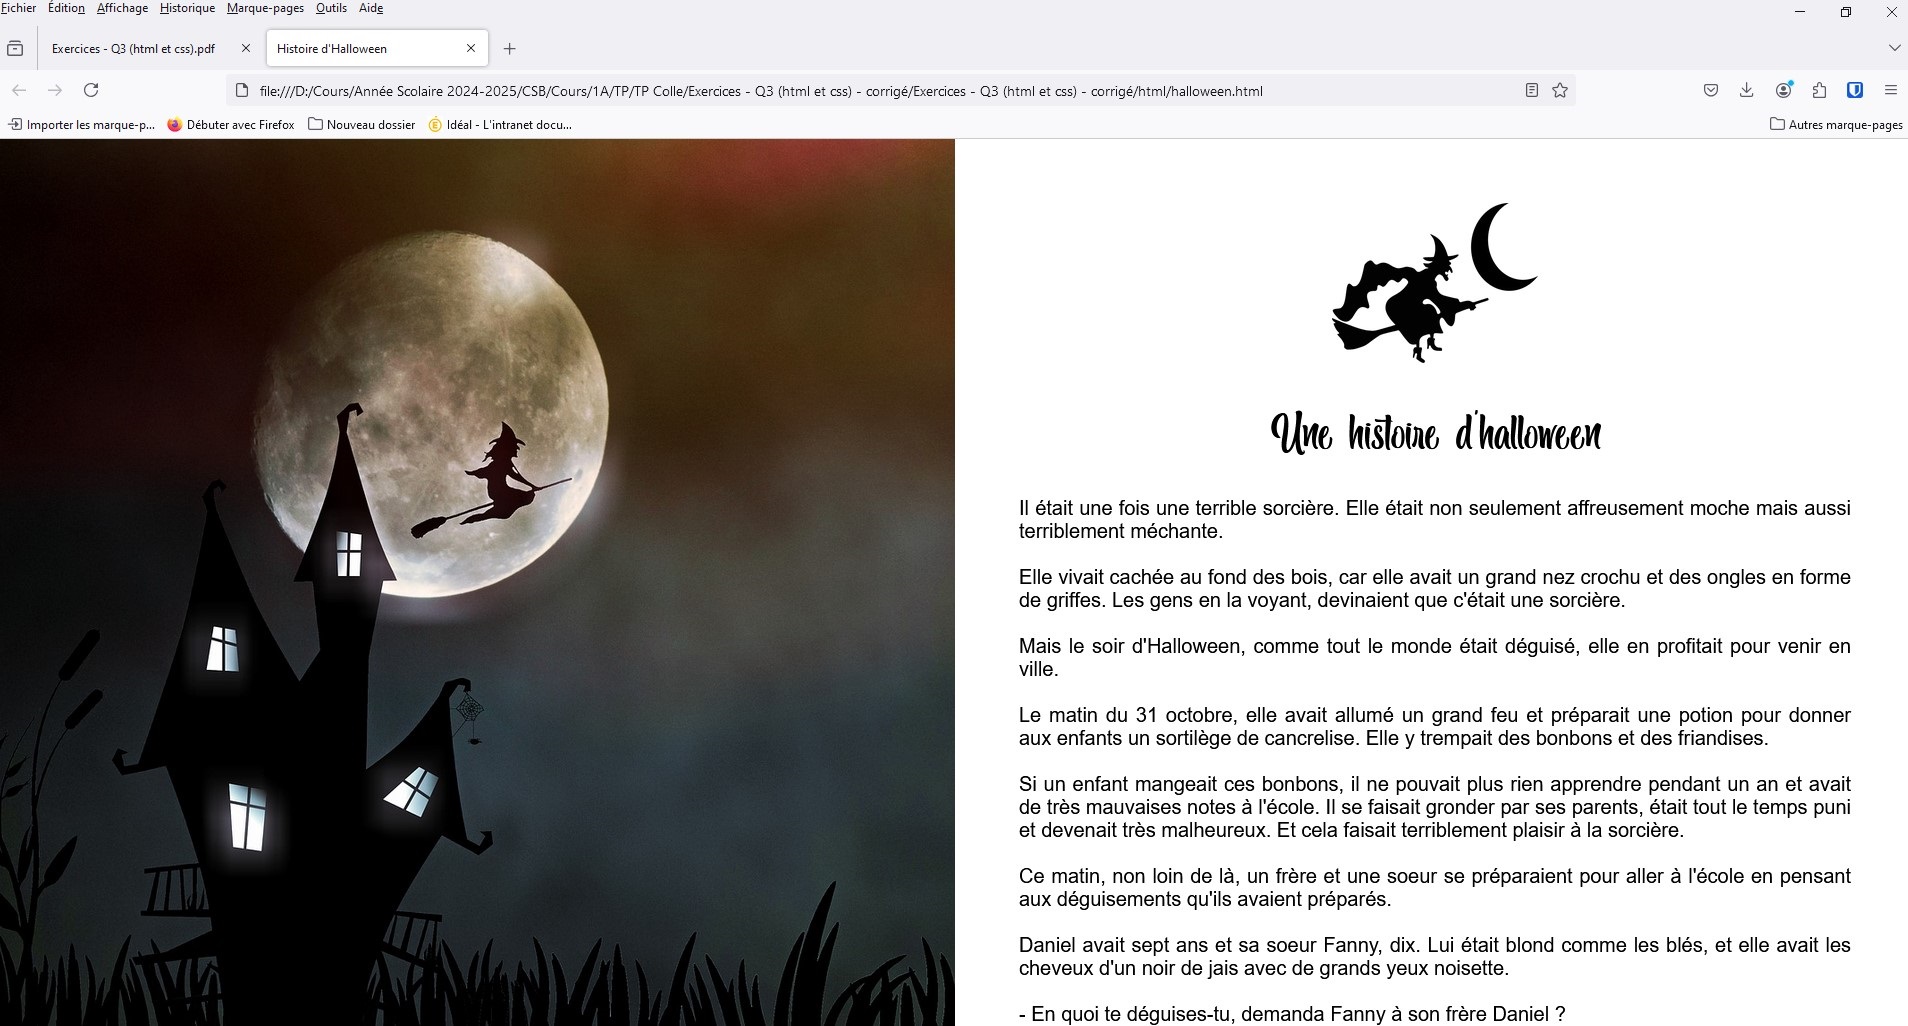 Fichier Édition Affichage Historique Marque-pages Outils Aide
Exercices - Q3 (html et css).pdf Histoire d'Halloween
file:///D:/Cours/Année Scolaire 2024-2025/CSB/Cours/1A/TP/TP Colle/Exercices - Q3 (html et css) - corrigé/Exercices - Q3 (html et css) - corrigé/html/halloween.html
Importer les marque-p... Débuter avec Firefox Nouveau dossier Idéal - L'intranet docu... Autres marque-pages
Une histoire d'halloween
Il était une fois une terrible sorcière. Elle était non seulement affreusement moche mais aussi
terriblement méchante.
Elle vivait cachée au fond des bois, car elle avait un grand nez crochu et des ongles en forme
de griffes. Les gens en la voyant, devinaient que c'était une sorcière.
Mais le soir d'Halloween, comme tout le monde était déguisé, elle en profitait pour venir en
ville.
Le matin du 31 octobre, elle avait allumé un grand feu et préparait une potion pour donner
aux enfants un sortilège de cancrelise. Elle y trempait des bonbons et des friandises.
Si un enfant mangeait ces bonbons, il ne pouvait plus rien apprendre pendant un an et avait
de très mauvaises notes à l'école. Il se faisait gronder par ses parents, était tout le temps puni
et devenait très malheureux. Et cela faisait terriblement plaisir à la sorcière.
Ce matin, non loin de là, un frère et une soeur se préparaient pour aller à l'école en pensant
aux déguisements qu'ils avaient préparés.
Daniel avait sept ans et sa soeur Fanny, dix. Lui était blond comme les blés, et elle avait les
cheveux d'un noir de jais avec de grands yeux noisette.
- En quoi te déguises-tu, demanda Fanny à son frère Daniel ?